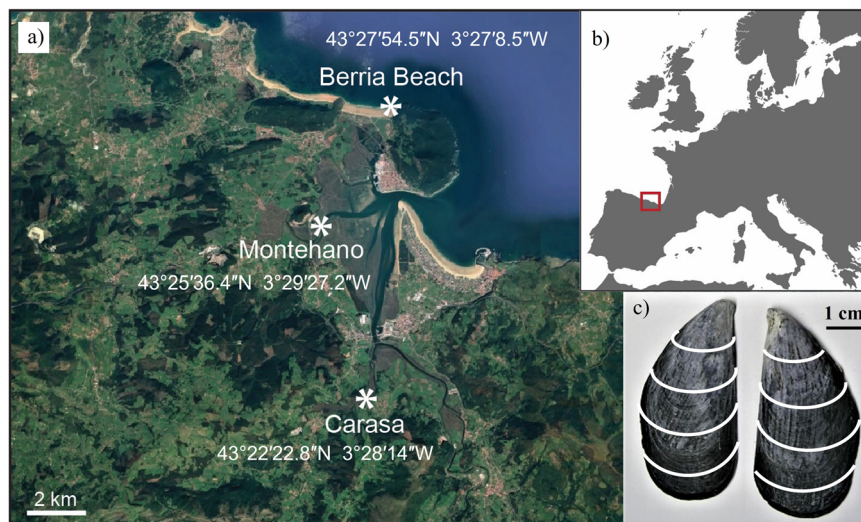 a)
43°27′54.5″N 3°27′8.5″W
Berria Beach
Montehano
43°25′36.4″N 3°29′27.2″W
Carasa
43°22′22.8″N 3°28′14″W
2 km
b)
c)
1 cm